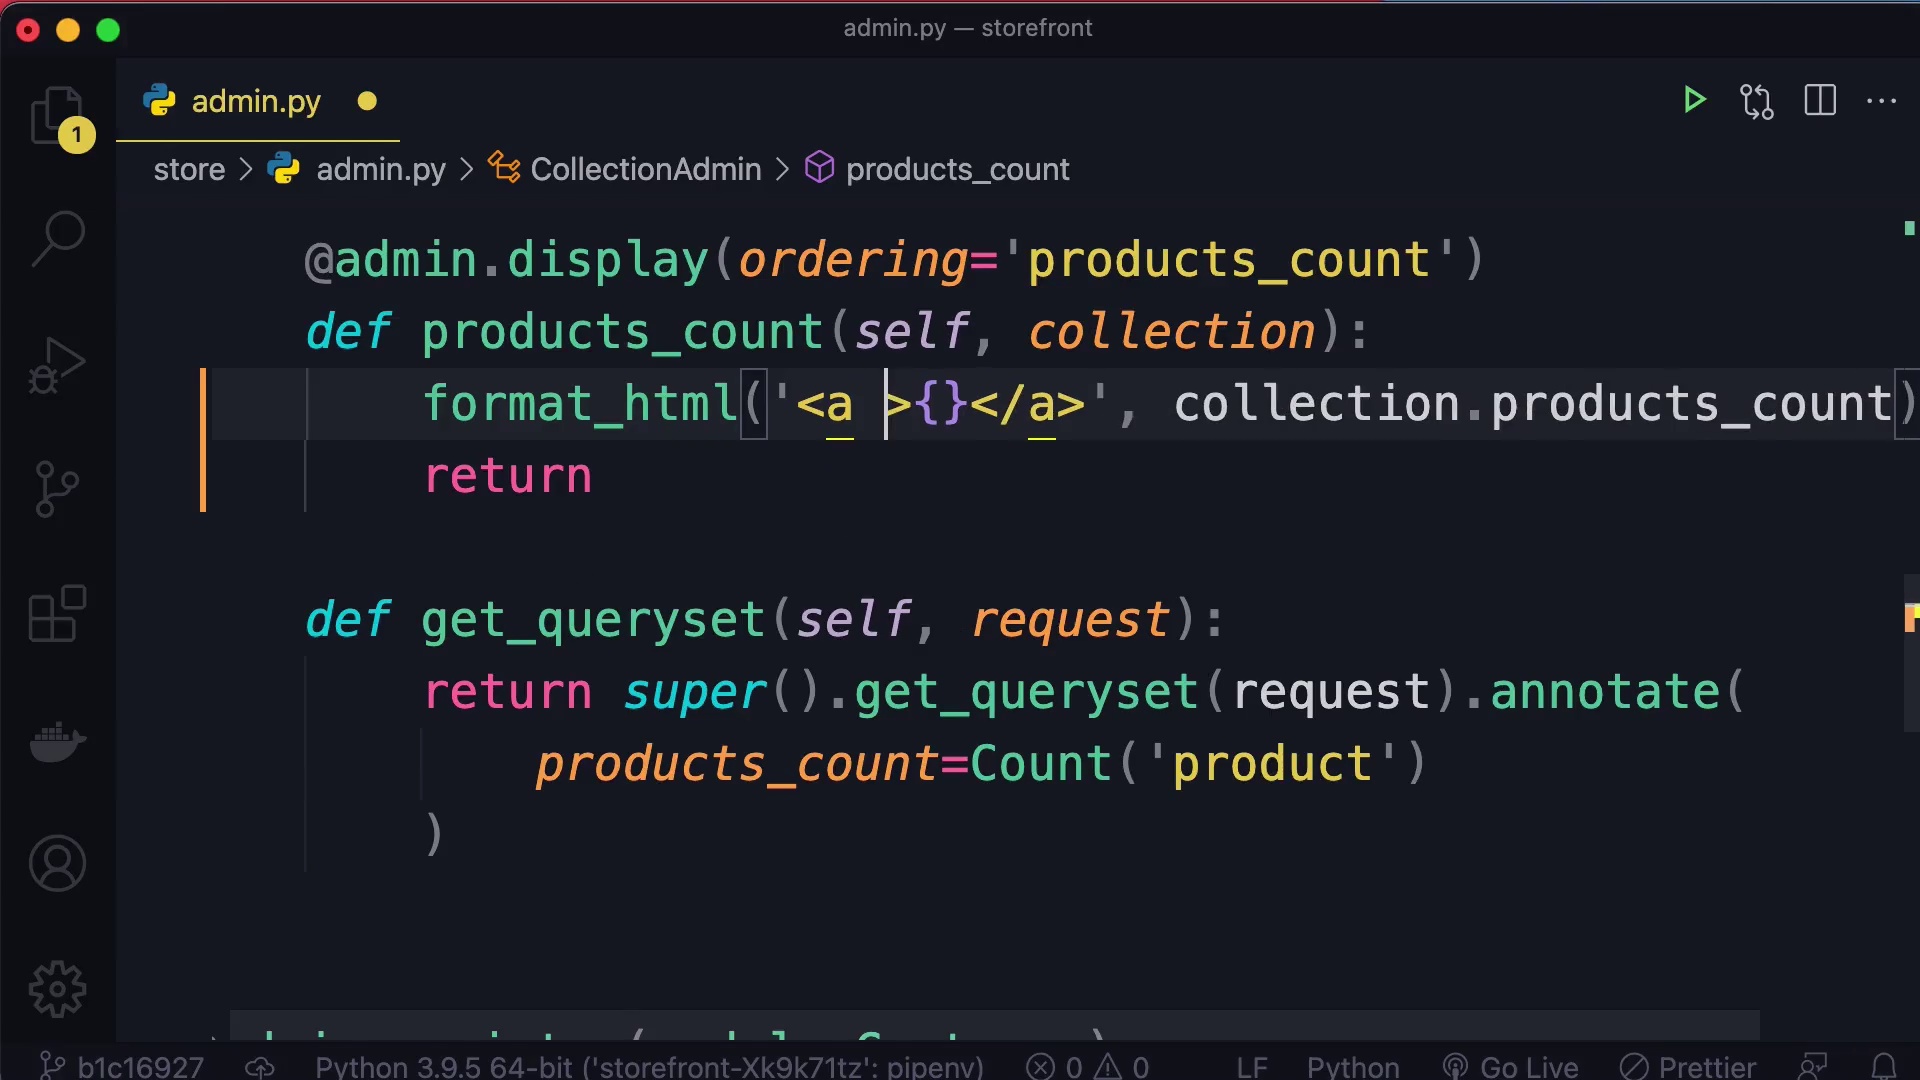 admin.py — storefront
admin.py
1
store > admin.py > CollectionAdmin > products_count
@admin.display(ordering='products_count')
def products_count(self, collection):
format_html('<a >{}</a>', collection.products_count)
return
def get_queryset(self, request):
return super().get_queryset(request).annotate(
products_count=Count('product')
)
b1c16927 Python 3.9.5 64-bit ('storefront-Xk9k71tz': pipenv) 0 0 LF Python Go Live Prettier